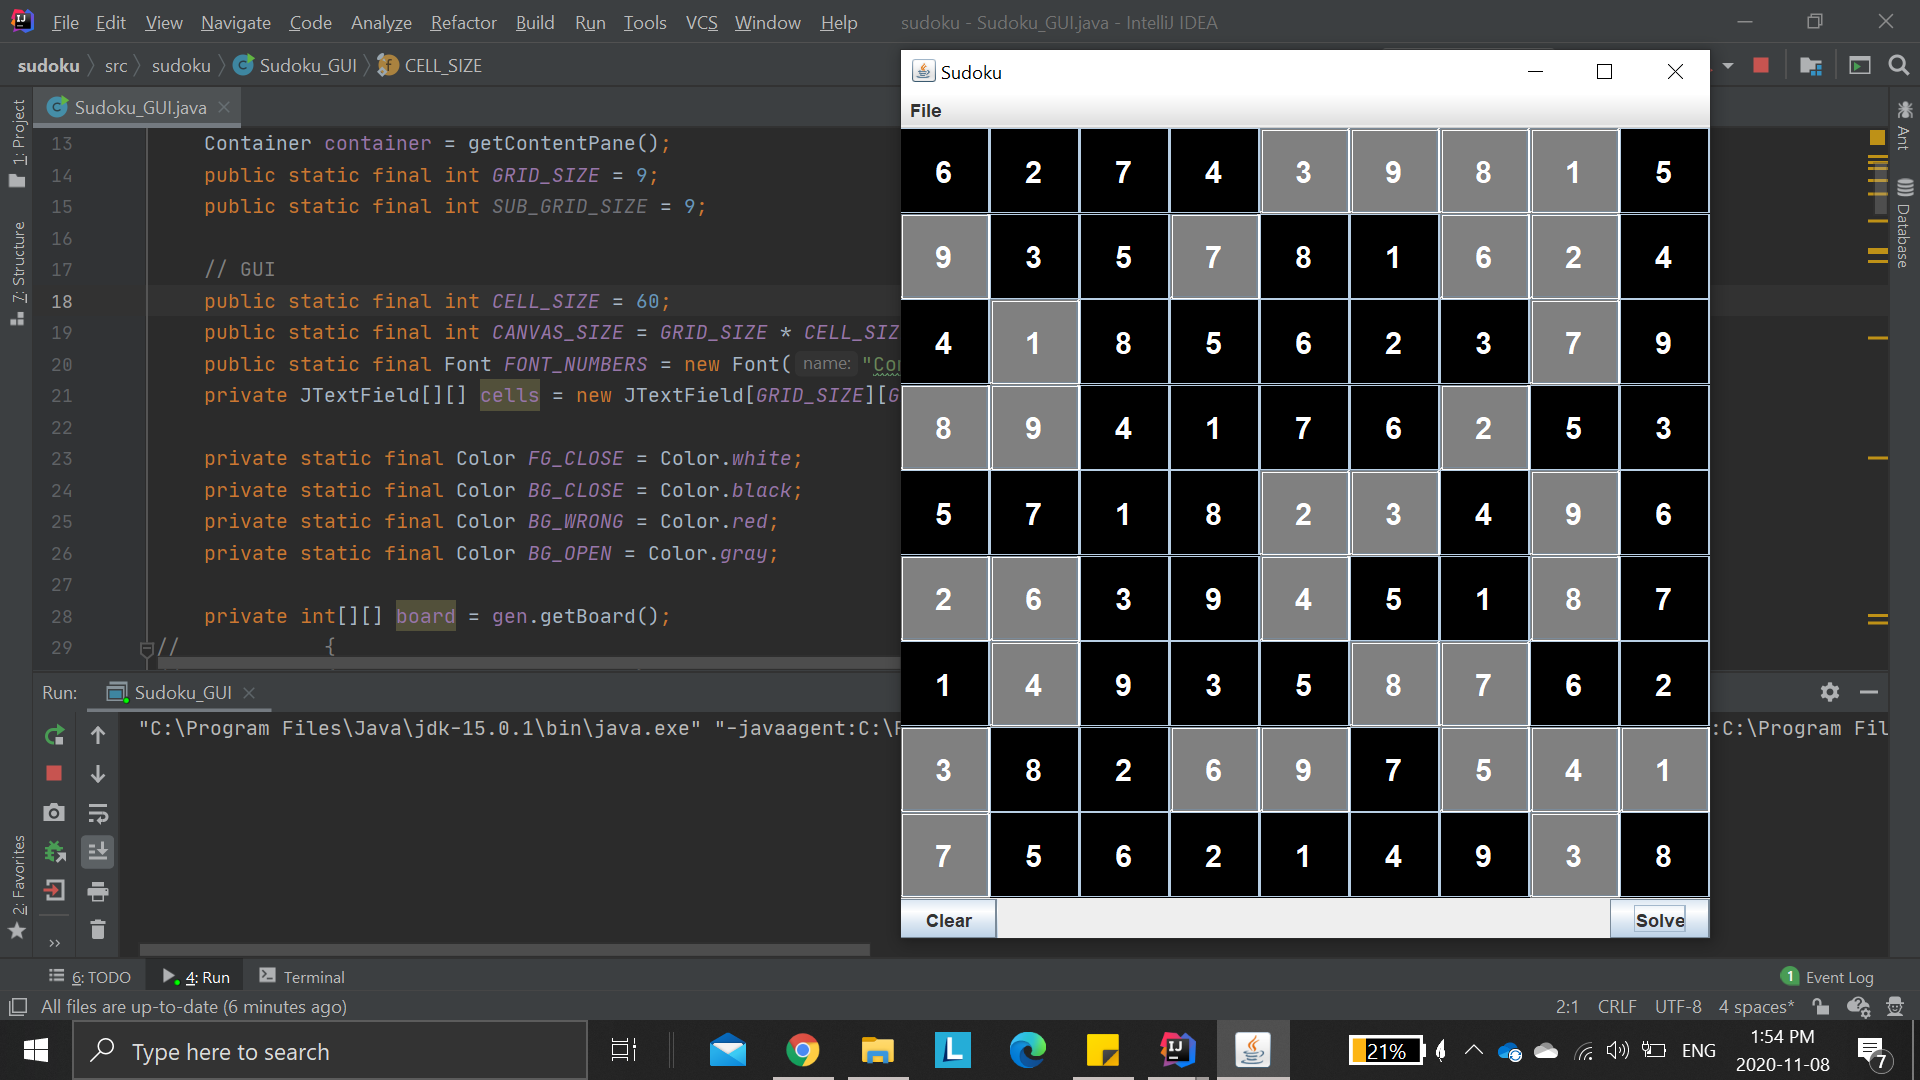 File Edit View Navigate Code Analyze Refactor Build Run Tools VCS Window Help sudoku - Sudoku_GUI.java - IntelliJ IDEA
sudoku src sudoku Sudoku_GUI CELL_SIZE
Sudoku_GUI.java
1: Project
7: Structure
2: Favorites
Ant
Database
13 Container container = getContentPane();
14 public static final int GRID_SIZE = 9;
15 public static final int SUB_GRID_SIZE = 9;
16
17 // GUI
18 public static final int CELL_SIZE = 60;
19 public static final int CANVAS_SIZE = GRID_SIZE * CELL_SIZ
20 public static final Font FONT_NUMBERS = new Font( name: "Co
21 private JTextField[][] cells = new JTextField[GRID_SIZE][G
22
23 private static final Color FG_CLOSE = Color.white;
24 private static final Color BG_CLOSE = Color.black;
25 private static final Color BG_WRONG = Color.red;
26 private static final Color BG_OPEN = Color.gray;
27
28 private int[][] board = gen.getBoard();
29 // {
Sudoku
File
6 2 7 4 3 9 8 1 5
9 3 5 7 8 1 6 2 4
4 1 8 5 6 2 3 7 9
8 9 4 1 7 6 2 5 3
5 7 1 8 2 3 4 9 6
2 6 3 9 4 5 1 8 7
1 4 9 3 5 8 7 6 2
3 8 2 6 9 7 5 4 1
7 5 6 2 1 4 9 3 8
Clear Solve
Run: Sudoku_GUI
"C:\Program Files\Java\jdk-15.0.1\bin\java.exe" "-javaagent:C:\ :C:\Program Fil
6: TODO 4: Run Terminal 1 Event Log
All files are up-to-date (6 minutes ago) 2:1 CRLF UTF-8 4 spaces*
Type here to search 21% ENG 1:54 PM
2020-11-08 7